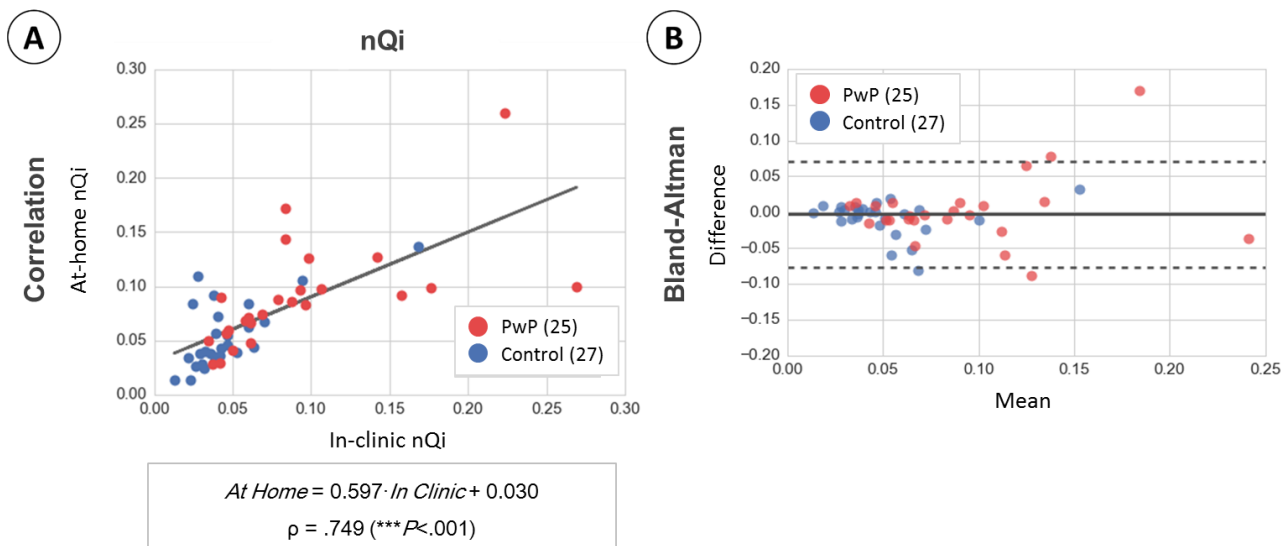 A
nQi
Correlation
At-home nQi
0.30
0.25
0.20
0.15
0.10
0.05
0.00
PwP (25)
Control (27)
0.00 0.05 0.10 0.15 0.20 0.25 0.30
In-clinic nQi
At Home = 0.597· In Clinic + 0.030
ρ = .749 (***P<.001)
B
Bland-Altman
Difference
0.20
0.15
0.10
0.05
0.00
−0.05
−0.10
−0.15
−0.20
PwP (25)
Control (27)
0.00 0.05 0.10 0.15 0.20 0.25
Mean